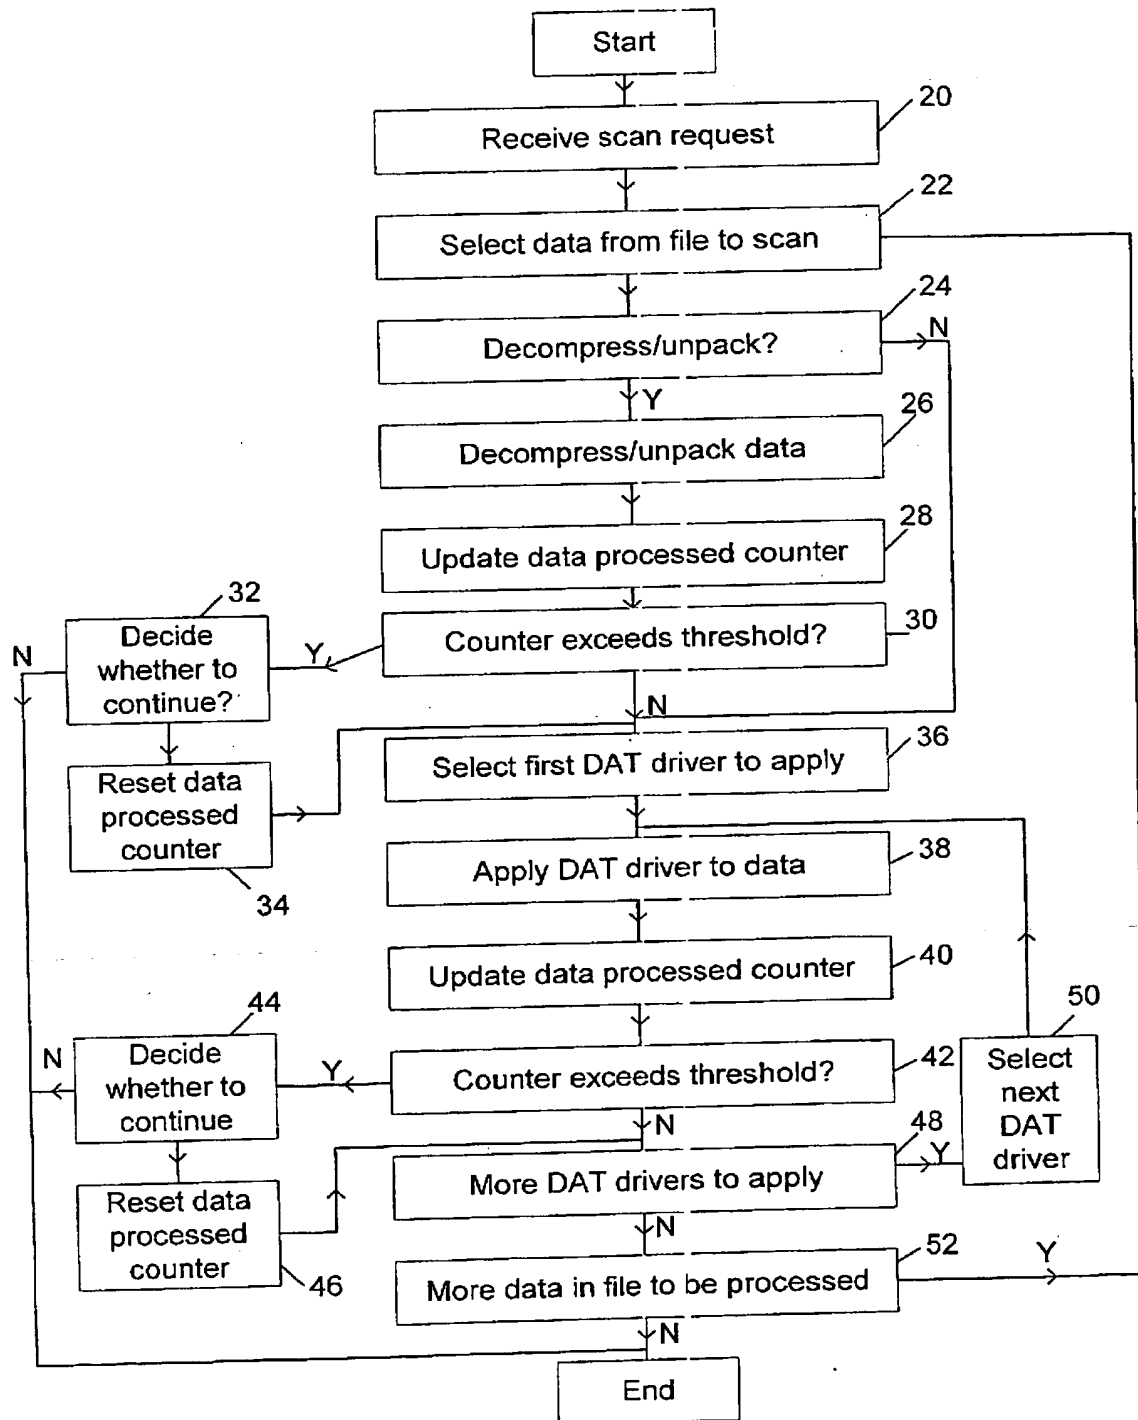 Start
20
Receive scan request
22
Select data from file to scan
24
Decompress/unpack?
N
Y
26
Decompress/unpack data
28
Update data processed counter
30
Counter exceeds threshold?
Y
N
32
Decide
whether to
continue?
N
34
Reset data
processed
counter
36
Select first DAT driver to apply
38
Apply DAT driver to data
40
Update data processed counter
42
Counter exceeds threshold?
Y
N
44
Decide
whether to
continue
N
46
Reset data
processed
counter
48
More DAT drivers to apply
Y
N
50
Select
next
DAT
driver
52
More data in file to be processed
Y
N
End